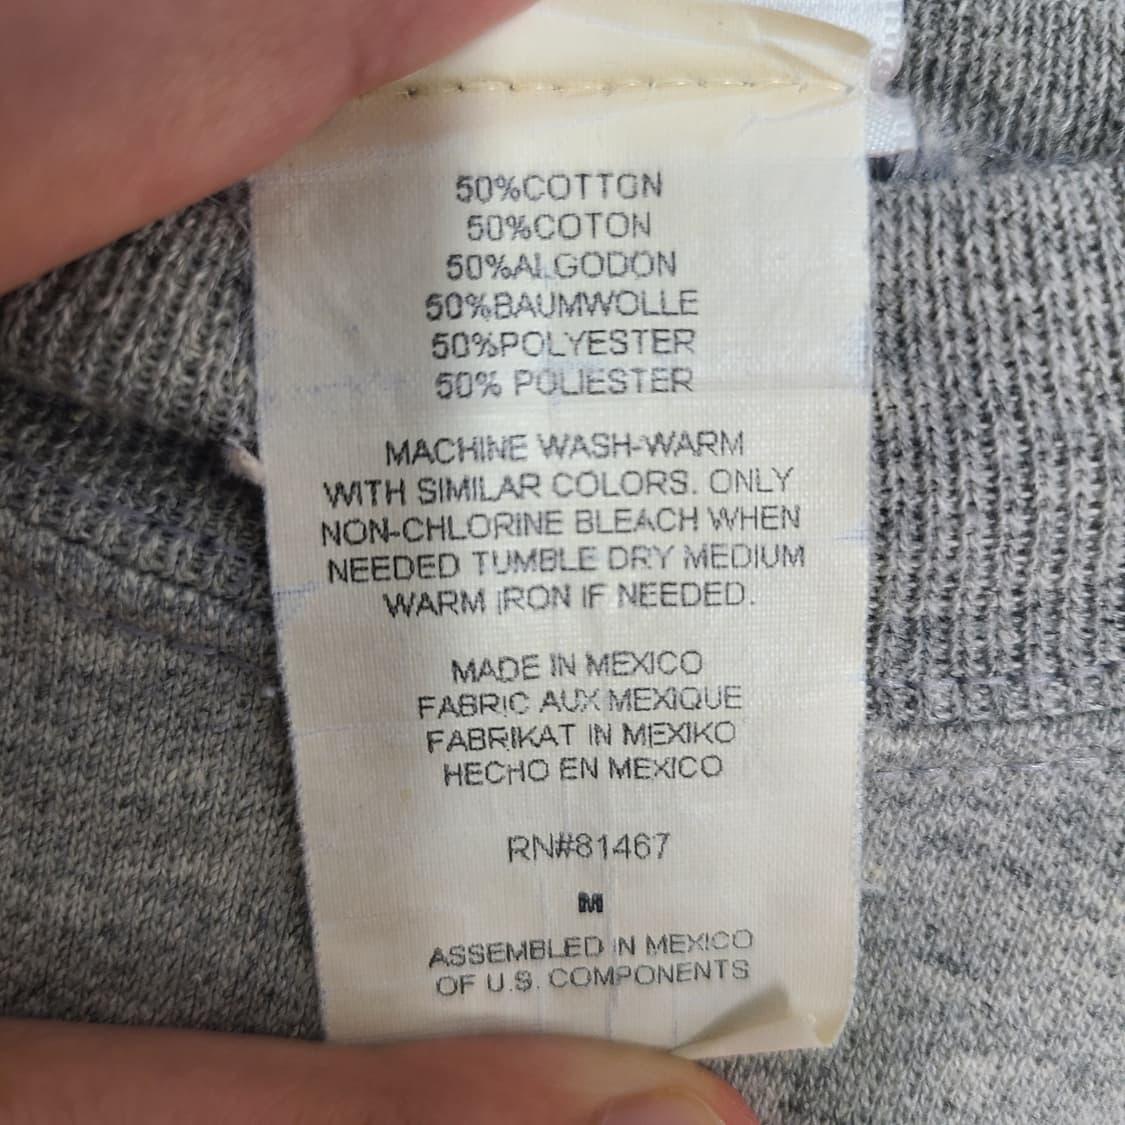 50%COTTON
50%COTON
50%ALGODON
50%BAUMWOLLE
50%POLYESTER
50% POLIESTER
MACHINE WASH-WARM
WITH SIMILAR COLORS. ONLY
NON-CHLORINE BLEACH WHEN
NEEDED TUMBLE DRY MEDIUM
WARM IRON IF NEEDED.
MADE IN MEXICO
FABRIC AUX MEXIQUE
FABRIKAT IN MEXIKO
HECHO EN MEXICO
RN#81467
M
ASSEMBLED IN MEXICO
OF U.S. COMPONENTS